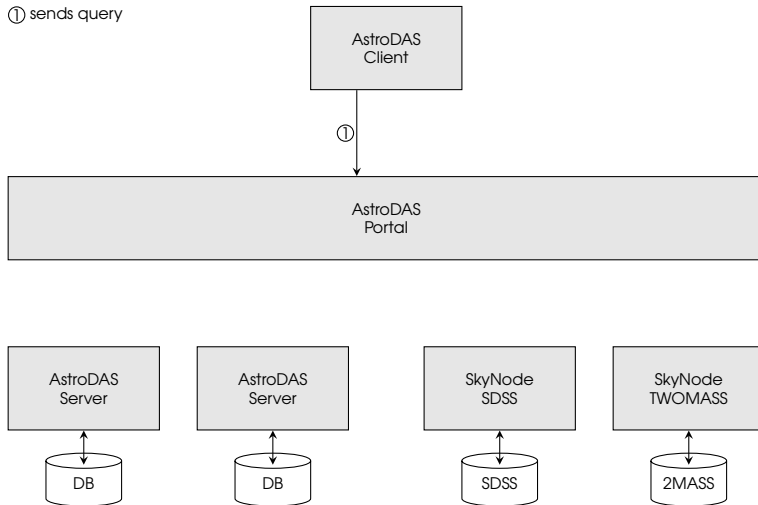 ① sends query
AstroDAS
Client
①
AstroDAS
Portal
AstroDAS
Server
AstroDAS
Server
SkyNode
SDSS
SkyNode
TWOMASS
DB
DB
SDSS
2MASS